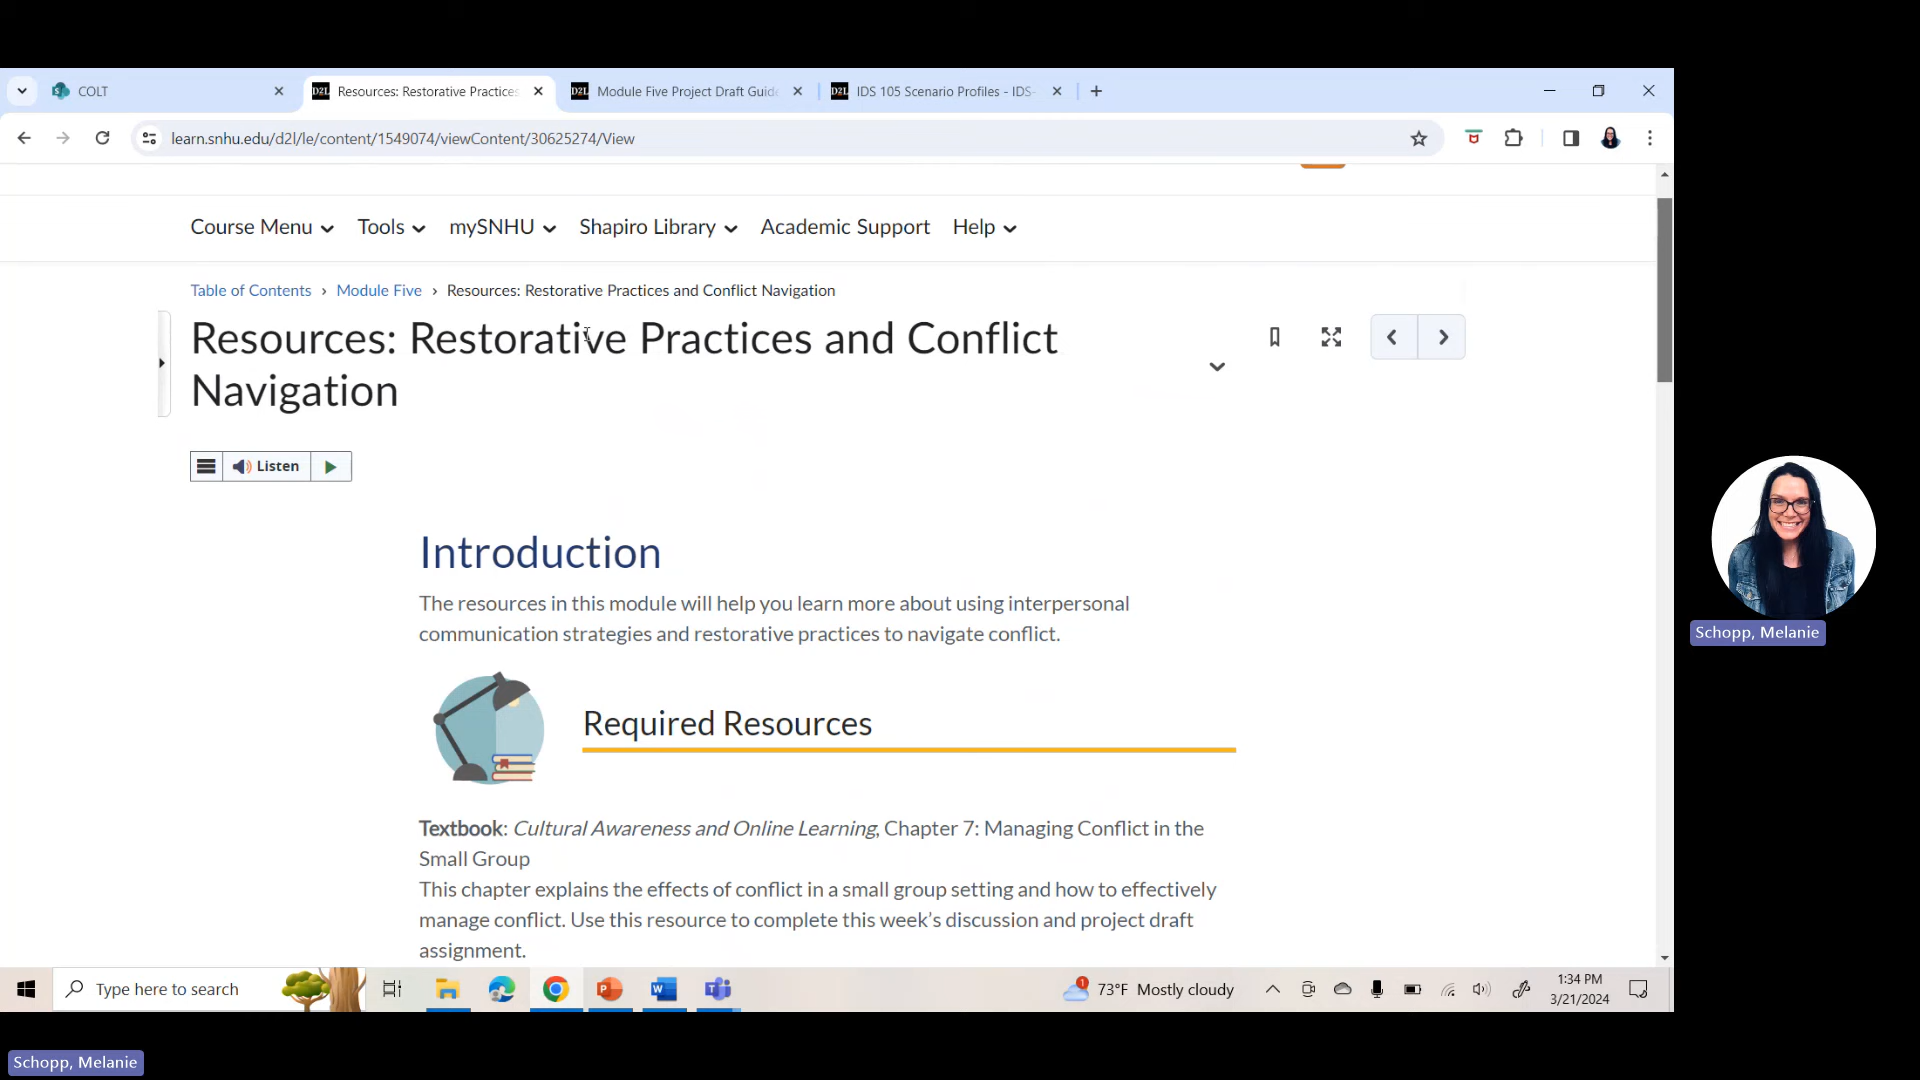 COLT
D2L Resources: Restorative Practices
D2L Module Five Project Draft Guide
D2L IDS 105 Scenario Profiles - IDS-
learn.snhu.edu/d2l/le/content/1549074/viewContent/30625274/View
Course Menu Tools mySNHU Shapiro Library Academic Support Help
Table of Contents › Module Five › Resources: Restorative Practices and Conflict Navigation
Resources: Restorative Practices and Conflict
Navigation
Listen
Introduction
The resources in this module will help you learn more about using interpersonal
communication strategies and restorative practices to navigate conflict.
Required Resources
Textbook: Cultural Awareness and Online Learning, Chapter 7: Managing Conflict in the
Small Group
This chapter explains the effects of conflict in a small group setting and how to effectively
manage conflict. Use this resource to complete this week's discussion and project draft
assignment.
Schopp, Melanie
Type here to search
1
73°F Mostly cloudy
1:34 PM
3/21/2024
Schopp, Melanie